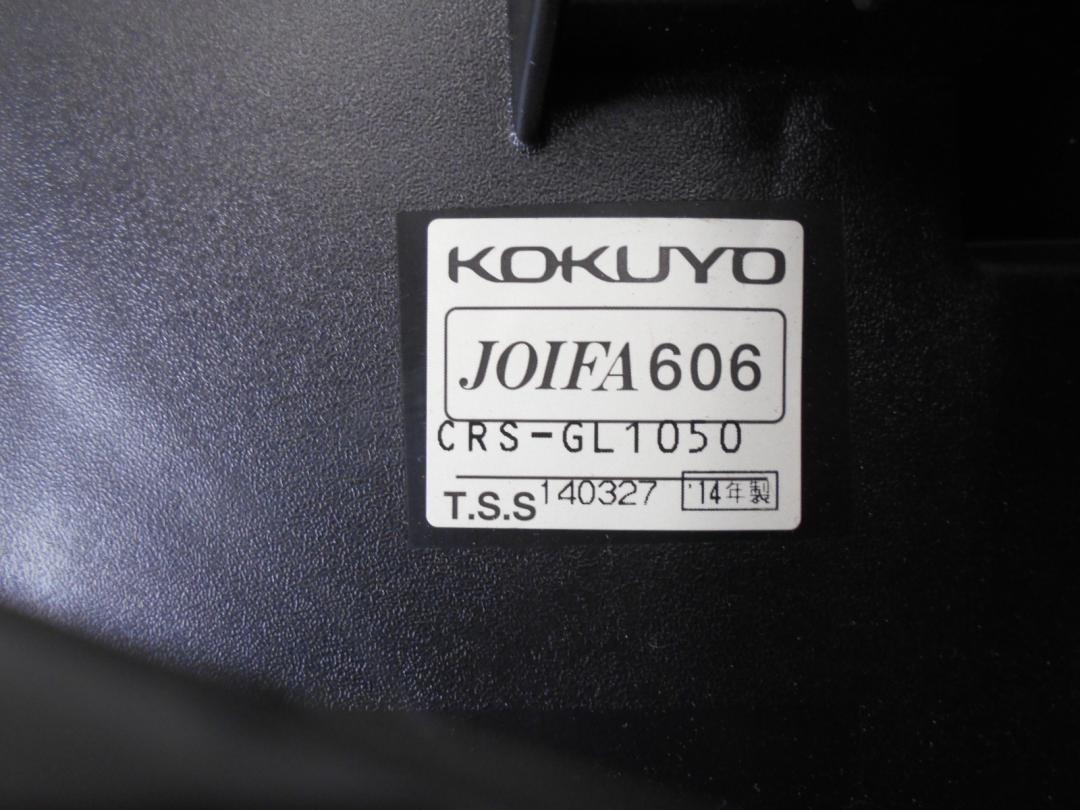 KOKUYO
JOIFA 606
CRS-GL1050
T.S.S 140327 '14年製